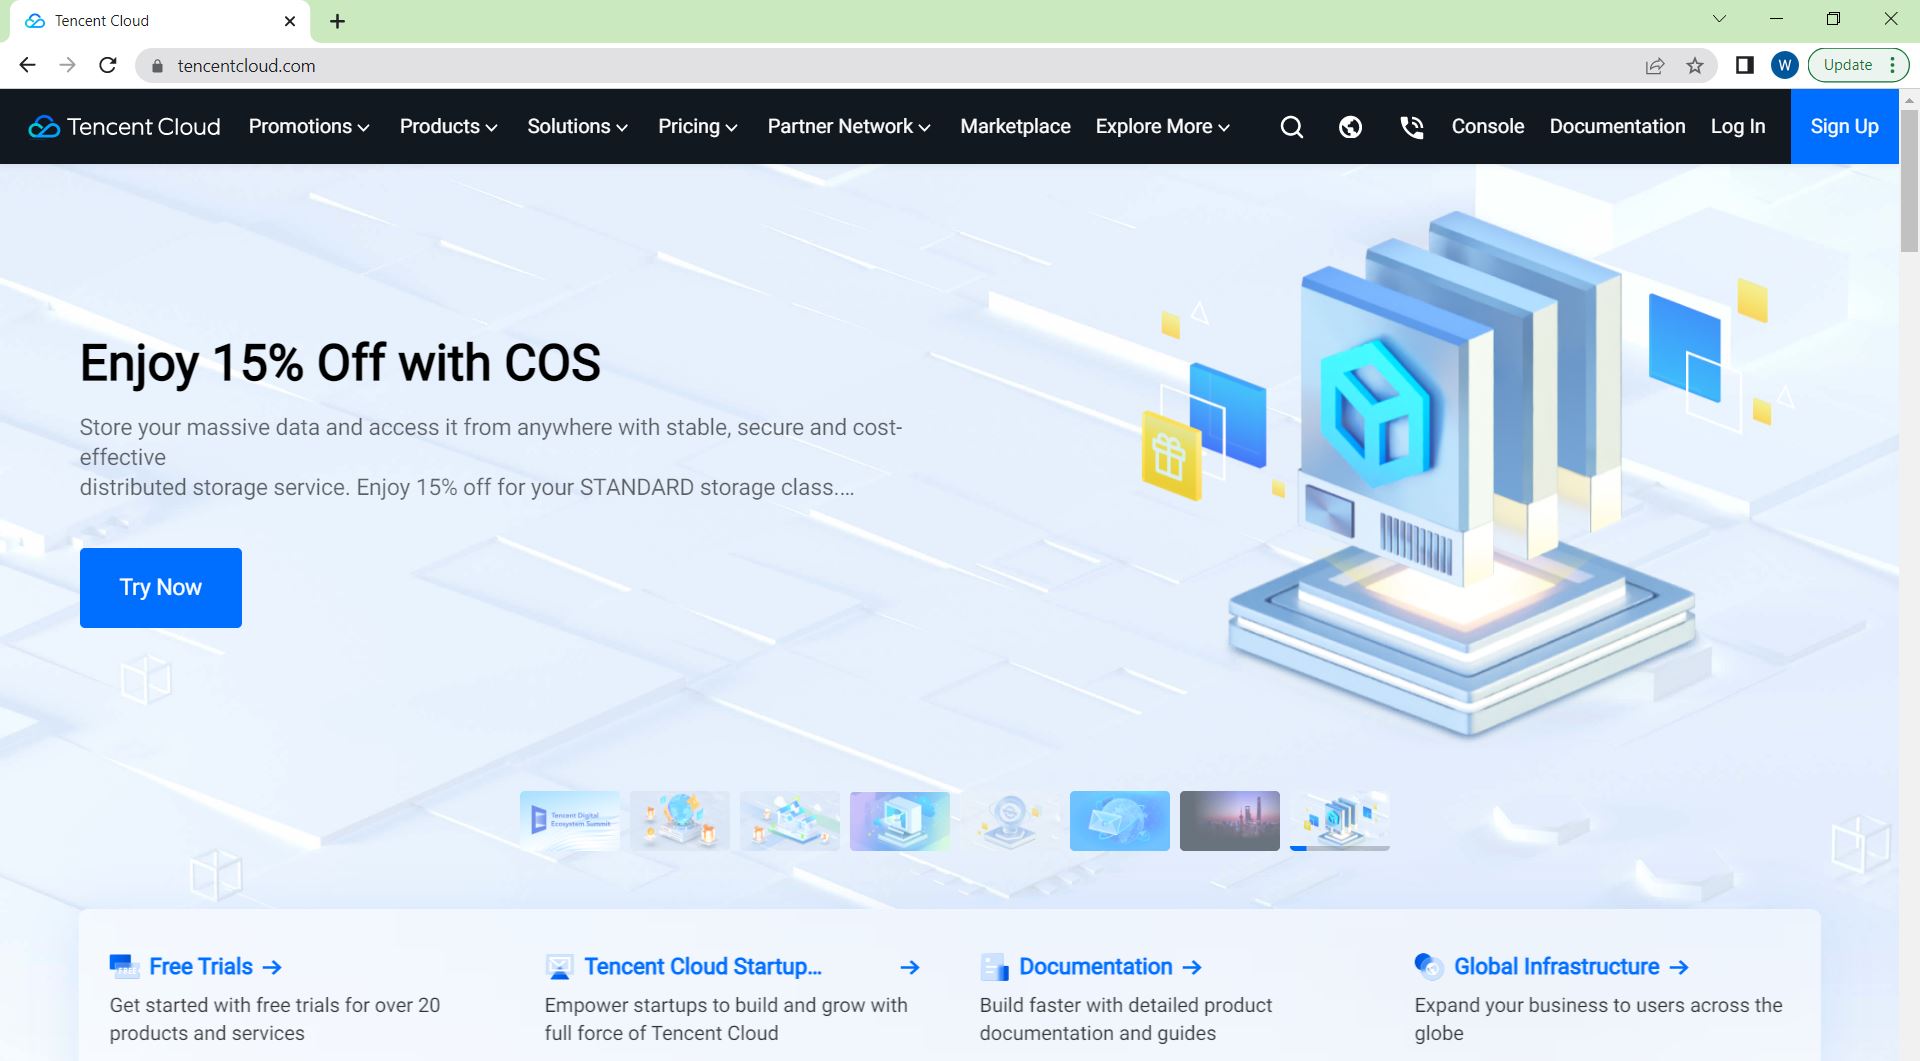 Tencent Cloud
tencentcloud.com
W
Update
Tencent Cloud
Promotions
Products
Solutions
Pricing
Partner Network
Marketplace
Explore More
Console
Documentation
Log In
Sign Up
Enjoy 15% Off with COS
Store your massive data and access it from anywhere with stable, secure and cost-
effective
distributed storage service. Enjoy 15% off for your STANDARD storage class....
Try Now
Tencent Digital
Ecosystem Summit
FREE
Free Trials
Get started with free trials for over 20
products and services
Tencent Cloud Startup...
Empower startups to build and grow with
full force of Tencent Cloud
Documentation
Build faster with detailed product
documentation and guides
Global Infrastructure
Expand your business to users across the
globe